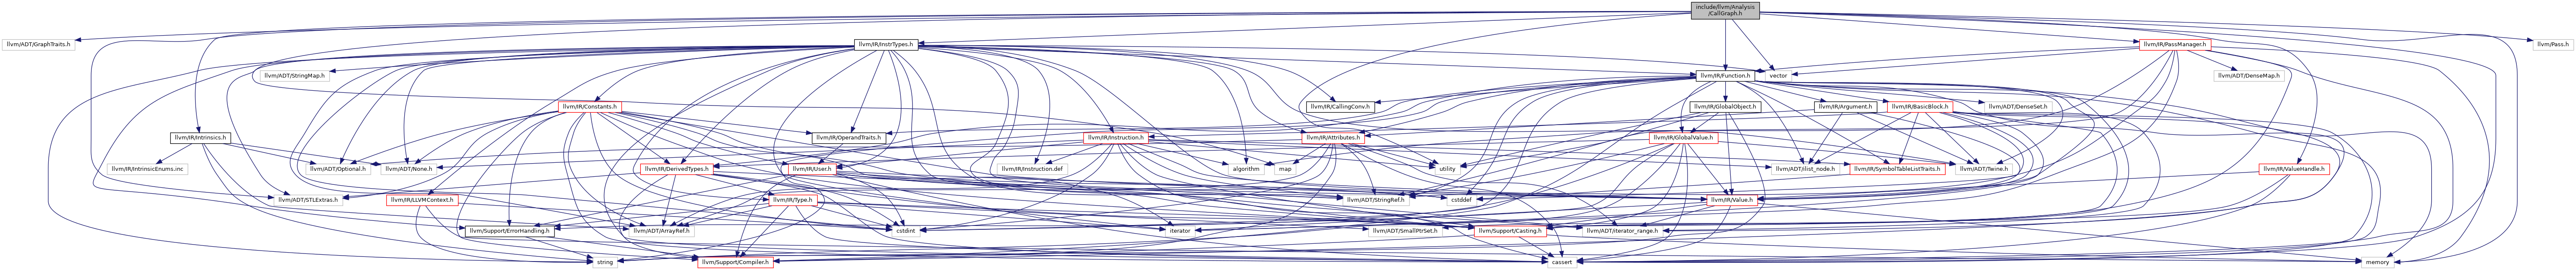 include/llvm/Analysis
/CallGraph.h
llvm/ADT/GraphTraits.h
llvm/IR/InstrTypes.h
llvm/IR/PassManager.h
llvm/Pass.h
llvm/ADT/StringMap.h
llvm/IR/Function.h
vector
llvm/ADT/DenseMap.h
llvm/IR/Constants.h
llvm/IR/CallingConv.h
llvm/IR/GlobalObject.h
llvm/IR/Argument.h
llvm/IR/BasicBlock.h
llvm/ADT/DenseSet.h
llvm/IR/Intrinsics.h
llvm/IR/OperandTraits.h
llvm/IR/Instruction.h
llvm/IR/Attributes.h
llvm/IR/GlobalValue.h
llvm/IR/IntrinsicEnums.inc
llvm/ADT/Optional.h
llvm/ADT/None.h
llvm/IR/DerivedTypes.h
llvm/IR/User.h
llvm/IR/Instruction.def
algorithm
map
utility
llvm/ADT/ilist_node.h
llvm/IR/SymbolTableListTraits.h
llvm/ADT/Twine.h
llvm/IR/ValueHandle.h
llvm/ADT/STLExtras.h
llvm/IR/LLVMContext.h
llvm/IR/Type.h
llvm/ADT/StringRef.h
cstddef
llvm/IR/Value.h
llvm/Support/ErrorHandling.h
llvm/ADT/ArrayRef.h
cstdint
iterator
llvm/ADT/SmallPtrSet.h
llvm/Support/Casting.h
llvm/ADT/iterator_range.h
string
llvm/Support/Compiler.h
cassert
memory